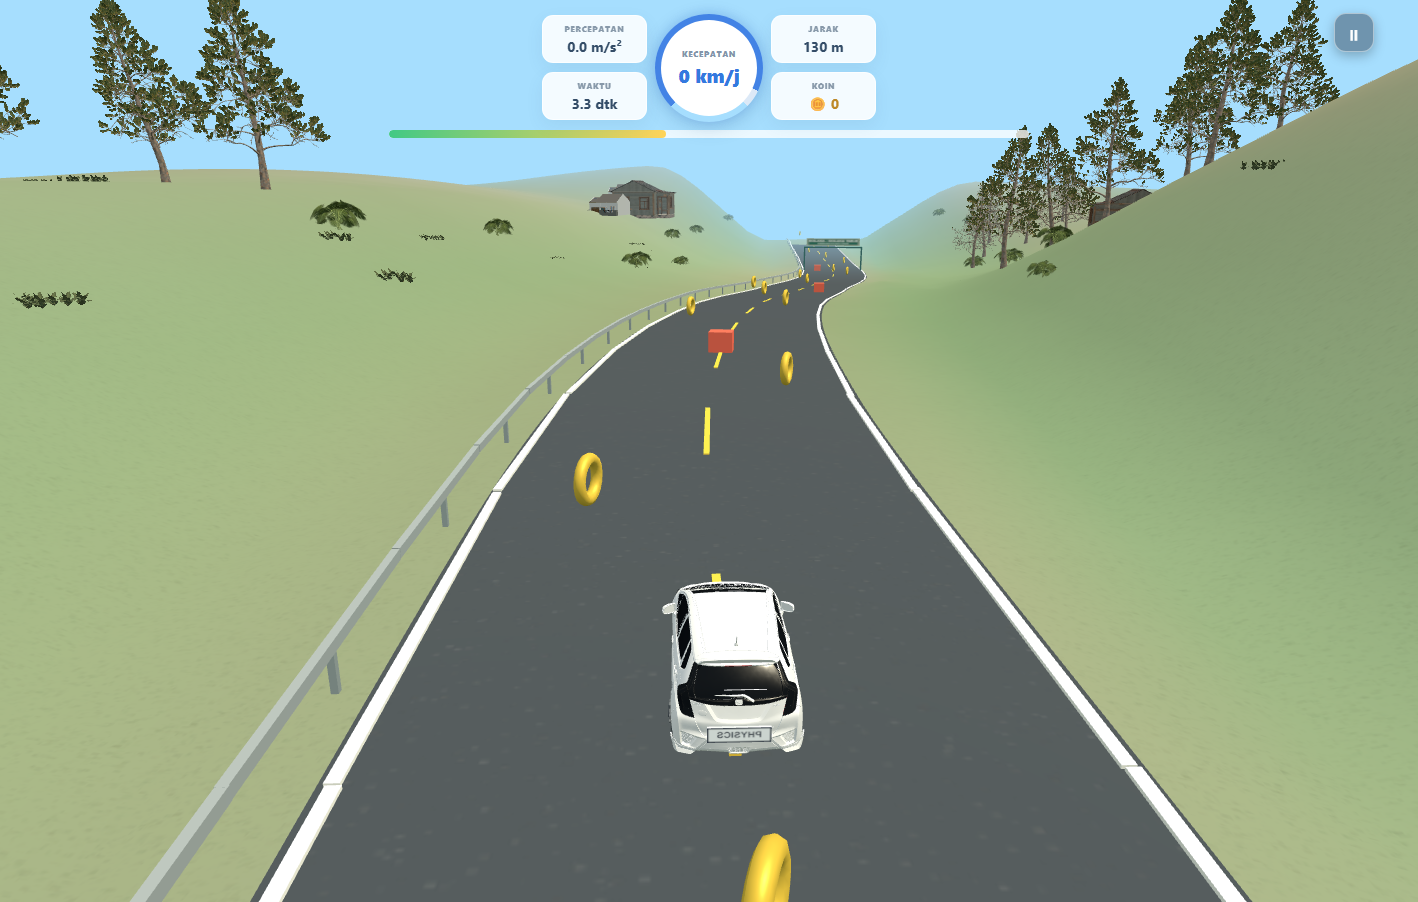 PERCEPATAN
0.0 m/s²
WAKTU
3.3 dtk
KECEPATAN
0 km/j
JARAK
130 m
KOIN
0
PHYSICS